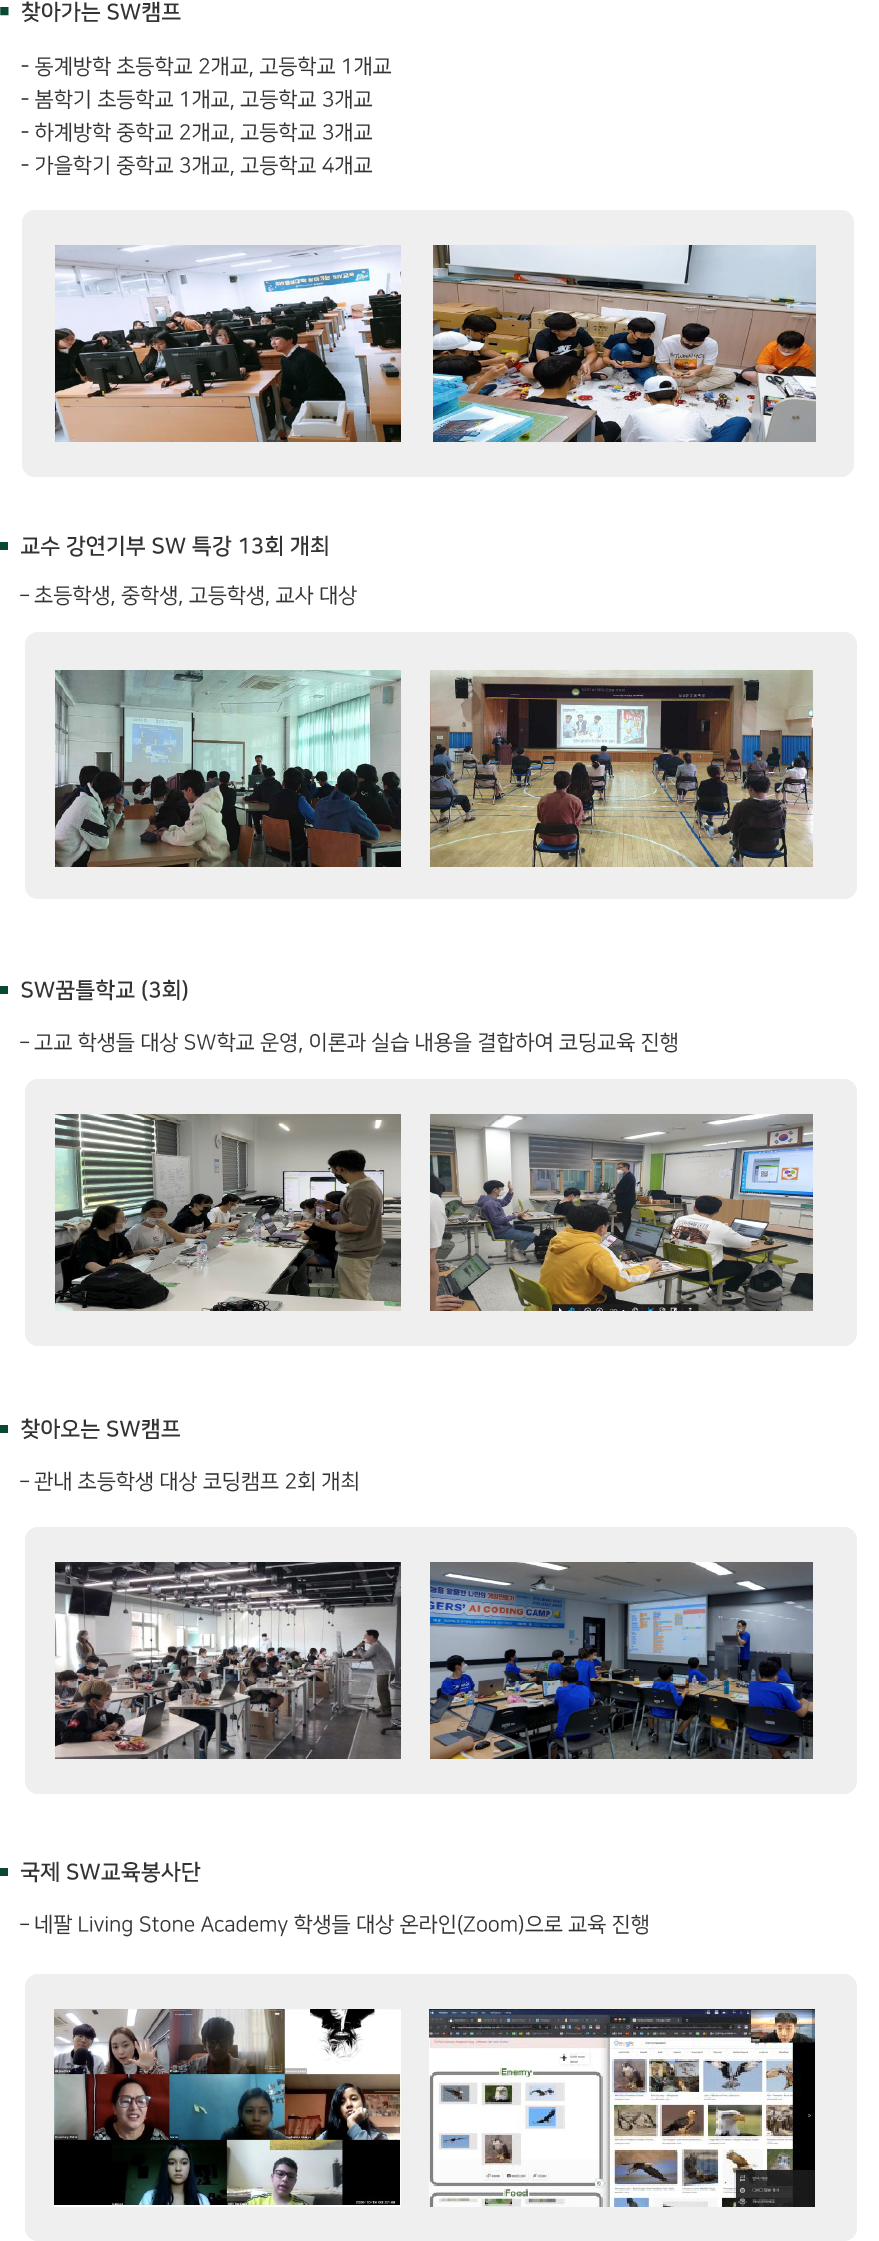 찾아가는 SW캠프
- 동계방학 초등학교 2개교, 고등학교 1개교
- 봄학기 초등학교 1개교, 고등학교 3개교
- 하계방학 중학교 2개교, 고등학교 3개교
- 가을학기 중학교 3개교, 고등학교 4개교
찾아가는 SW교육
교수 강연기부 SW 특강 13회 개최
– 초등학생, 중학생, 고등학생, 교사 대상
SW꿈틀학교 (3회)
– 고교 학생들 대상 SW학교 운영, 이론과 실습 내용을 결합하여 코딩교육 진행
찾아오는 SW캠프
– 관내 초등학생 대상 코딩캠프 2회 개최
GERS' AI CODING CAMP
국제 SW교육봉사단
– 네팔 Living Stone Academy 학생들 대상 온라인(Zoom)으로 교육 진행
Enemy
Google
Food